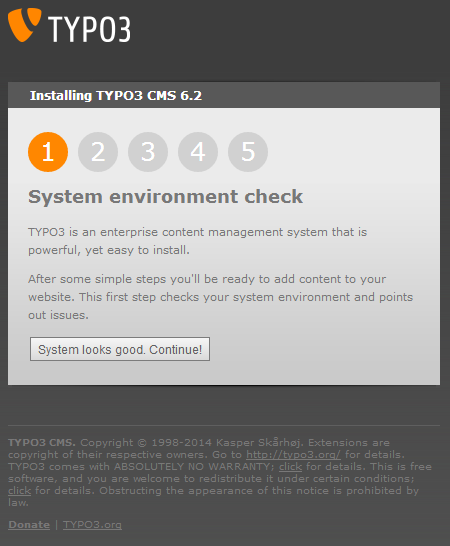 TYPO3
Installing TYPO3 CMS 6.2
1 2 3 4 5
System environment check
TYPO3 is an enterprise content management system that is
powerful, yet easy to install.
After some simple steps you'll be ready to add content to your
website. This first step checks your system environment and points
out issues.
System looks good. Continue!
TYPO3 CMS. Copyright © 1998-2014 Kasper Skårhøj. Extensions are
copyright of their respective owners. Go to http://typo3.org/ for details.
TYPO3 comes with ABSOLUTELY NO WARRANTY; click for details. This is free
software, and you are welcome to redistribute it under certain conditions;
click for details. Obstructing the appearance of this notice is prohibited by
law.
Donate | TYPO3.org